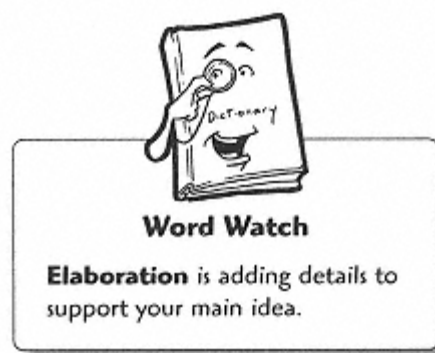 Dictionary
Word Watch
Elaboration is adding details to
support your main idea.